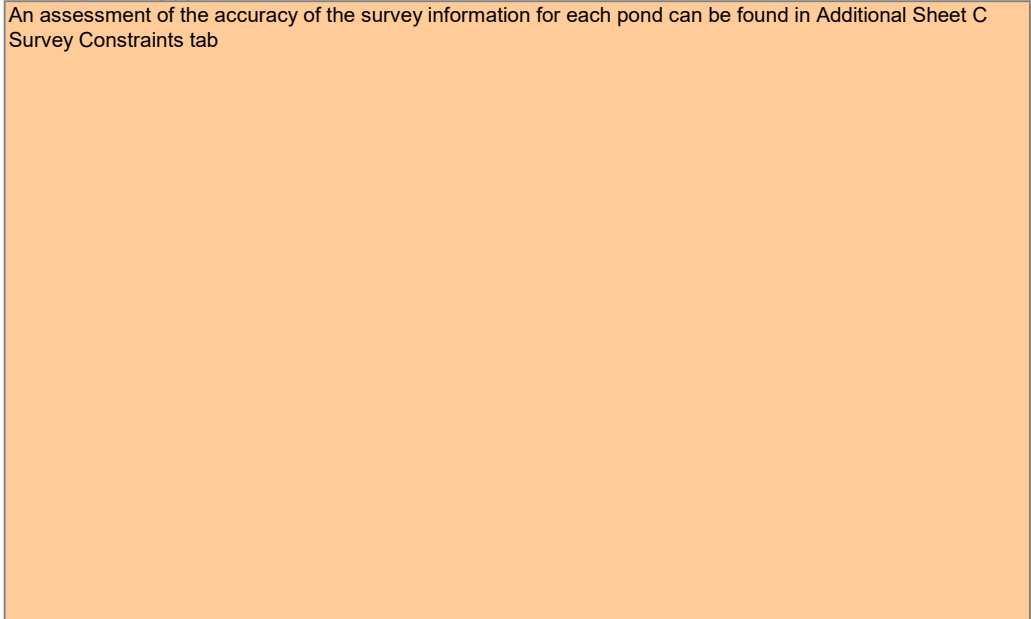 An assessment of the accuracy of the survey information for each pond can be found in Additional Sheet C
Survey Constraints tab